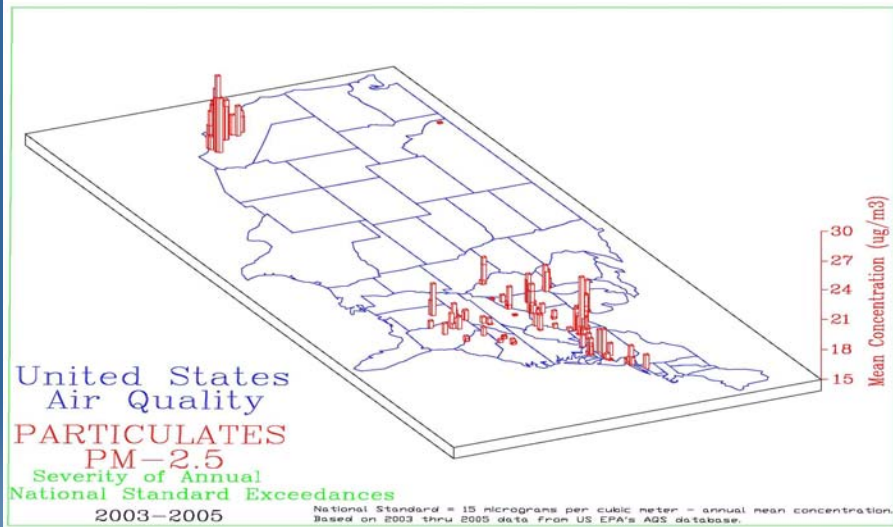 United States
Air Quality
PARTICULATES
PM-2.5
Severity of Annual
National Standard Exceedances
2003-2005
30
27
24
21
18
15
Mean Concentration (ug/m3)
National Standard = 15 micrograms per cubic meter - annual mean concentration
Based on 2003 thru 2005 data from US EPA's AQS database.